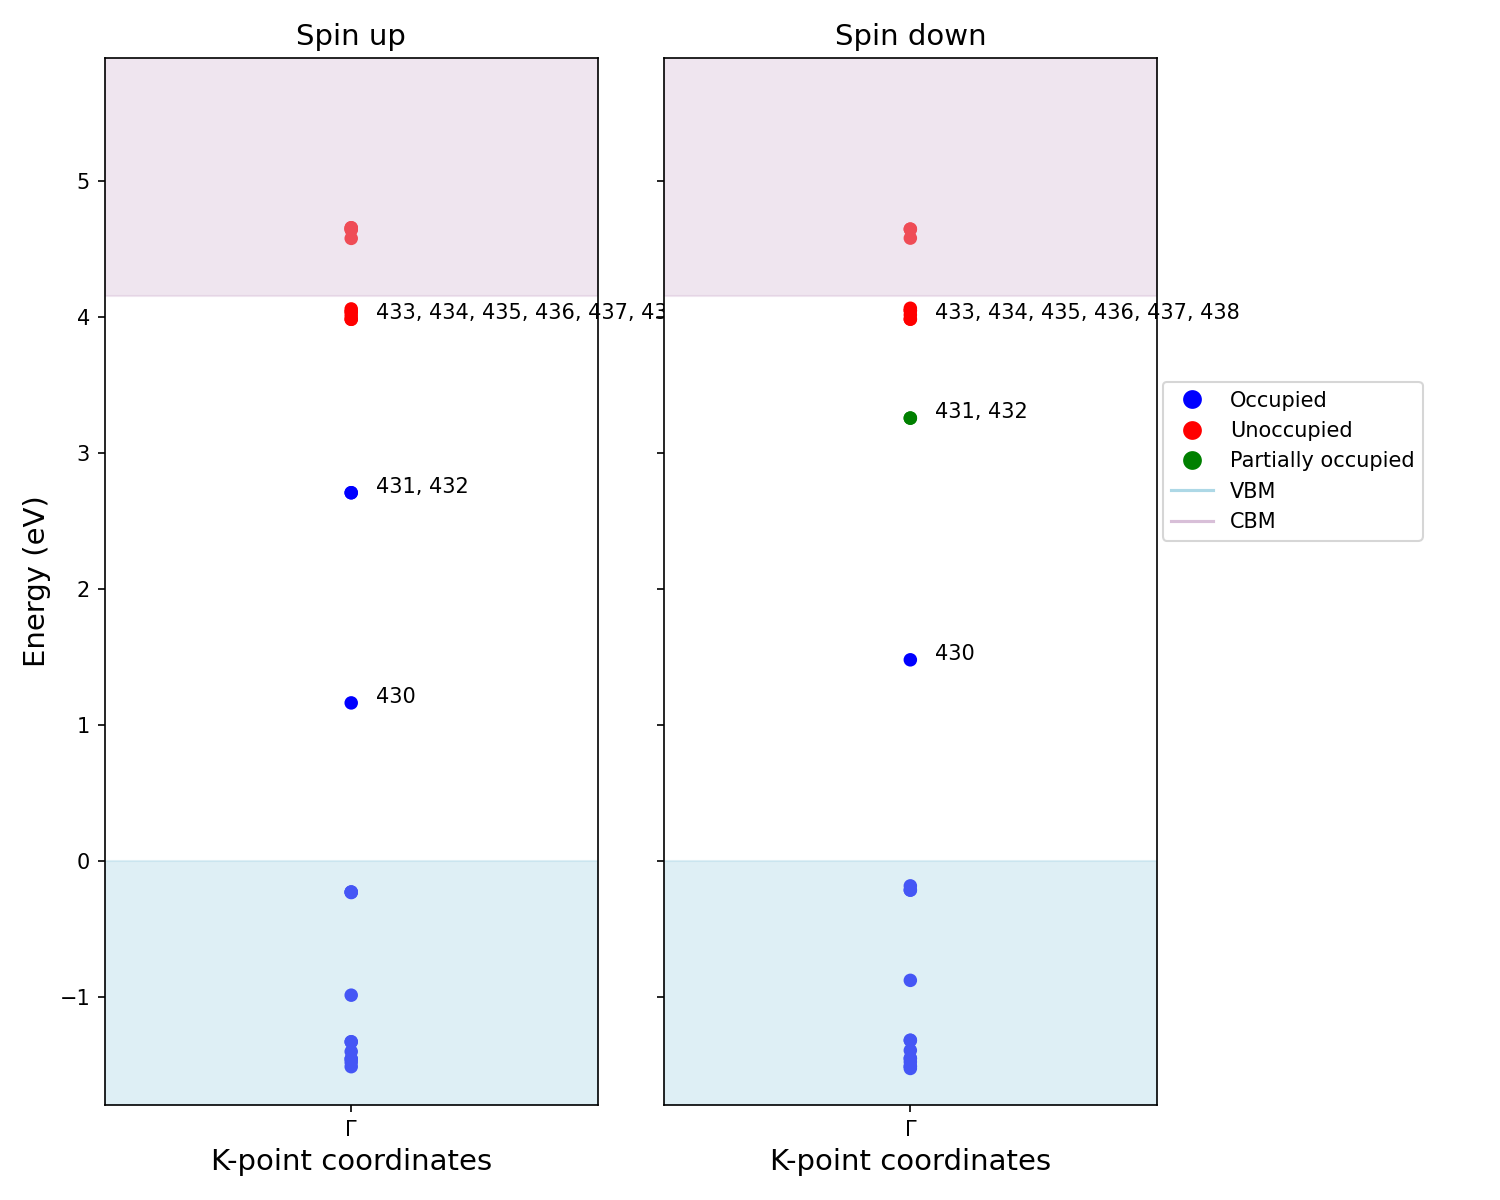 Spin up
Spin down
Energy (eV)
5
4
3
2
1
0
−1
433, 434, 435, 436, 437, 43
431, 432
430
433, 434, 435, 436, 437, 438
431, 432
430
Occupied
Unoccupied
Partially occupied
VBM
CBM
Γ
Γ
K-point coordinates
K-point coordinates